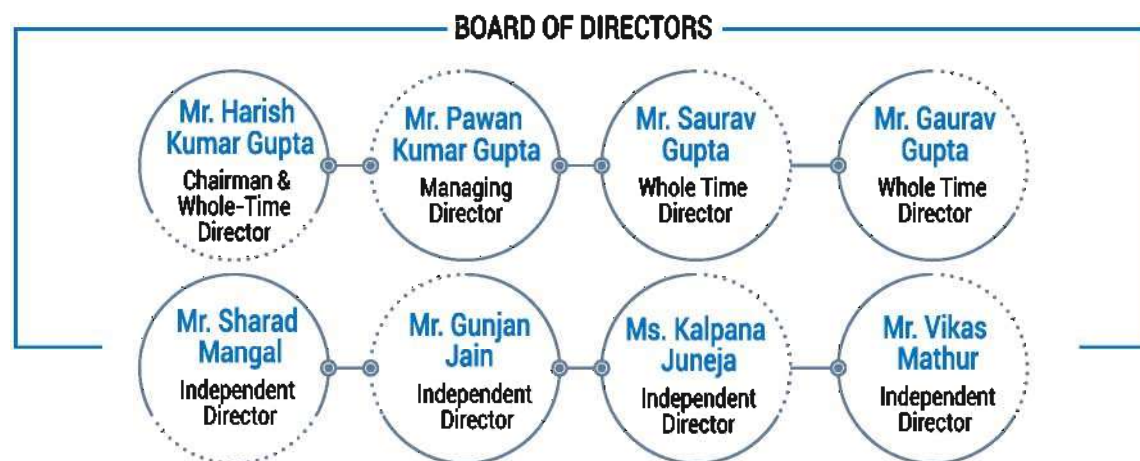 BOARD OF DIRECTORS
Mr. Harish
Kumar Gupta
Chairman &
Whole-Time
Director
Mr. Pawan
Kumar Gupta
Managing
Director
Mr. Saurav
Gupta
Whole Time
Director
Mr. Gaurav
Gupta
Whole Time
Director
Mr. Sharad
Mangal
Independent
Director
Mr. Gunjan
Jain
Independent
Director
Ms. Kalpana
Juneja
Independent
Director
Mr. Vikas
Mathur
Independent
Director